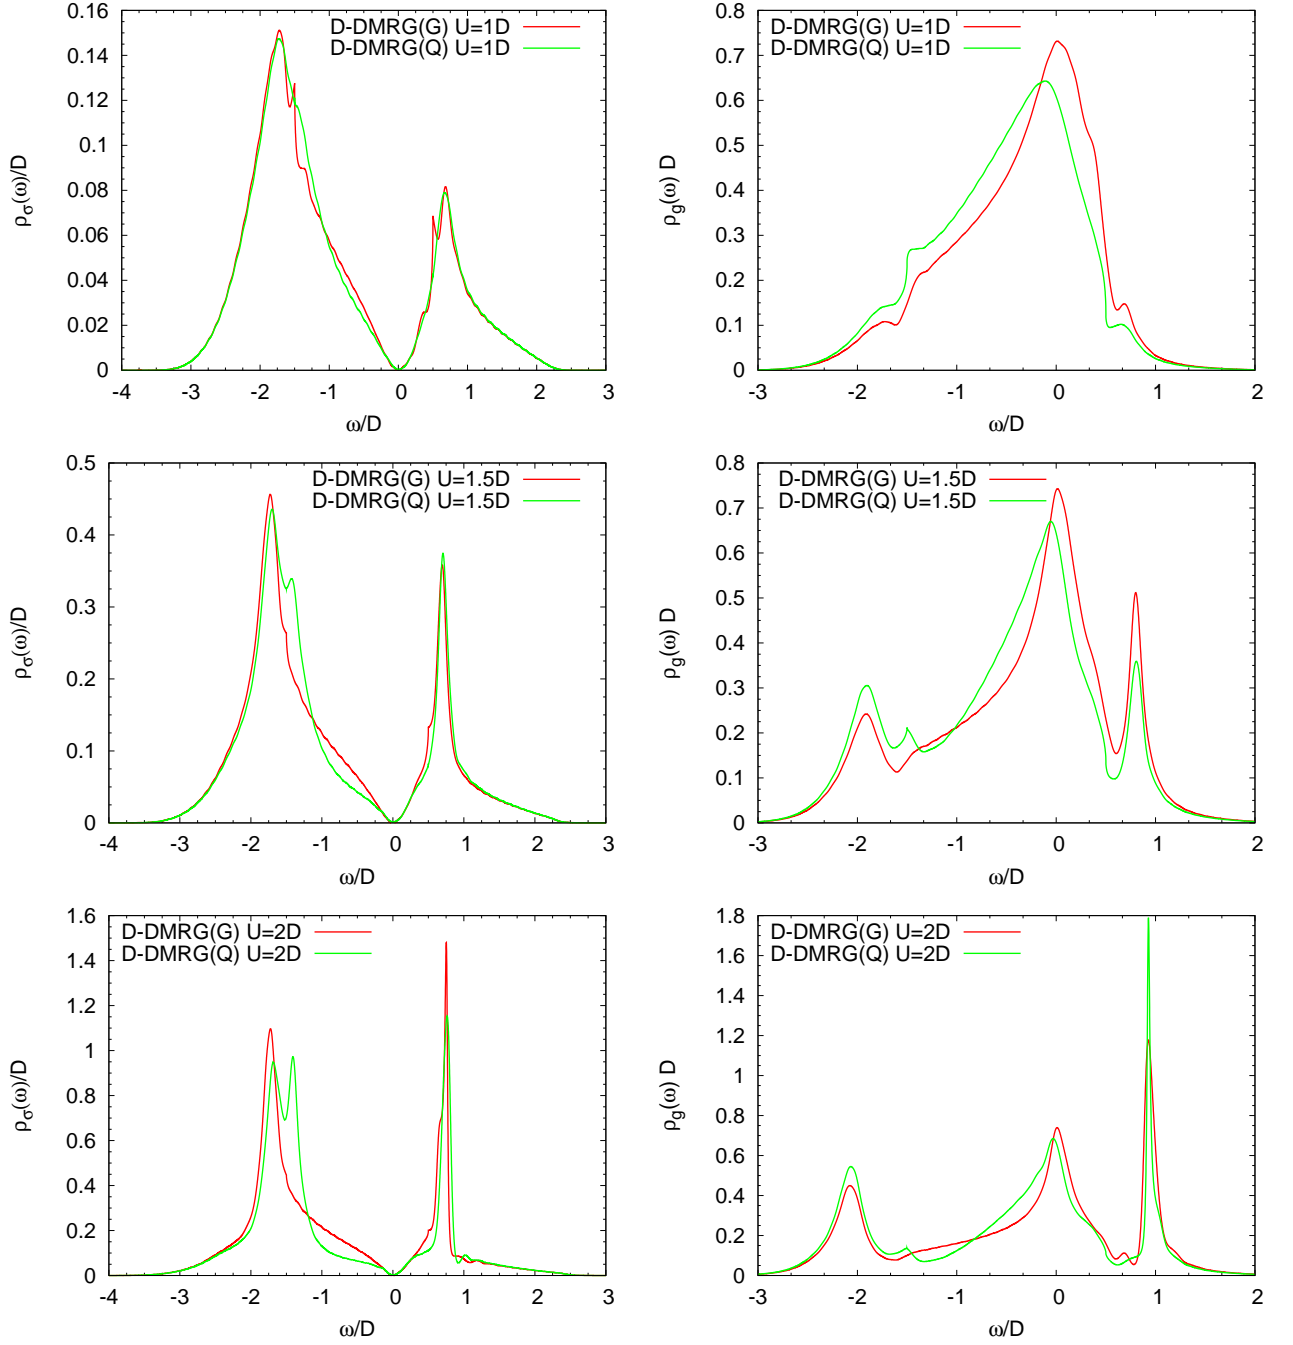 D-DMRG(G) U=1D
D-DMRG(Q) U=1D
0.16
0.14
0.12
0.1
0.08
0.06
0.04
0.02
0
ρσ(ω)/D
-4 -3 -2 -1 0 1 2 3
ω/D
D-DMRG(G) U=1D
D-DMRG(Q) U=1D
0.8
0.7
0.6
0.5
0.4
0.3
0.2
0.1
0
ρg(ω) D
-3 -2 -1 0 1 2
ω/D
D-DMRG(G) U=1.5D
D-DMRG(Q) U=1.5D
0.5
0.4
0.3
0.2
0.1
0
ρσ(ω)/D
-4 -3 -2 -1 0 1 2 3
ω/D
D-DMRG(G) U=1.5D
D-DMRG(Q) U=1.5D
0.8
0.7
0.6
0.5
0.4
0.3
0.2
0.1
0
ρg(ω) D
-3 -2 -1 0 1 2
ω/D
D-DMRG(G) U=2D
D-DMRG(Q) U=2D
1.6
1.4
1.2
1
0.8
0.6
0.4
0.2
0
ρσ(ω)/D
-4 -3 -2 -1 0 1 2 3
ω/D
D-DMRG(G) U=2D
D-DMRG(Q) U=2D
1.8
1.6
1.4
1.2
1
0.8
0.6
0.4
0.2
0
ρg(ω) D
-3 -2 -1 0 1 2
ω/D